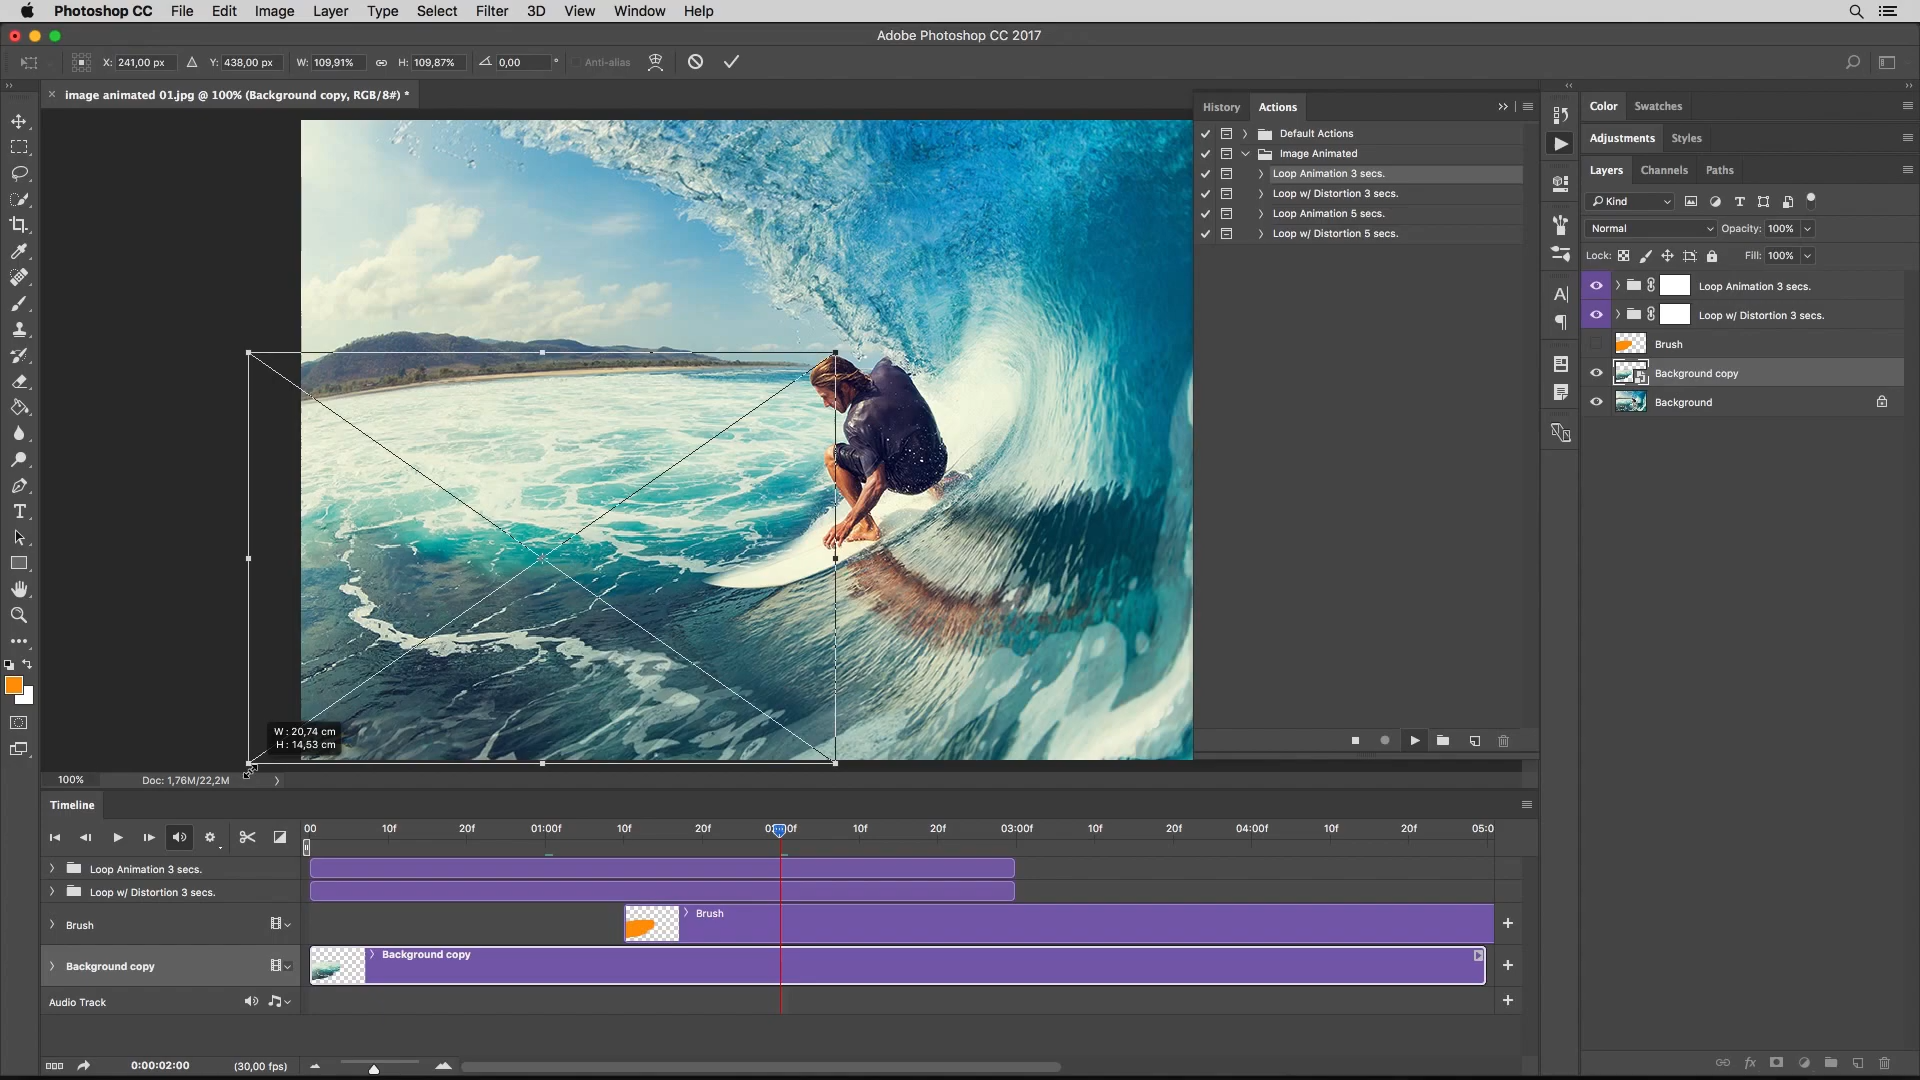 Photoshop CC File Edit Image Layer Type Select Filter 3D View Window Help
Adobe Photoshop CC 2017
X: 241,00 px Y: 438,00 px W: 109,91% H: 109,87% 0,00 ° Anti-alias
image animated 01.jpg @ 100% (Background copy, RGB/8#) *
History Actions
Default Actions
Image Animated
Loop Animation 3 secs.
Loop w/ Distortion 3 secs.
Loop Animation 5 secs.
Loop w/ Distortion 5 secs.
Color Swatches
Adjustments Styles
Layers Channels Paths
Kind
Normal Opacity: 100%
Lock: Fill: 100%
Loop Animation 3 secs.
Loop w/ Distortion 3 secs.
Brush
Background copy
Background
W : 20,74 cm
H : 14,53 cm
100% Doc: 1,76M/22,2M
Timeline
00 10f 20f 01:00f 10f 20f 10f 20f 03:00f 10f 20f 04:00f 10f 20f 05:0
Loop Animation 3 secs.
Loop w/ Distortion 3 secs.
Brush Brush
Background copy Background copy
Audio Track
0:00:02:00 (30,00 fps)